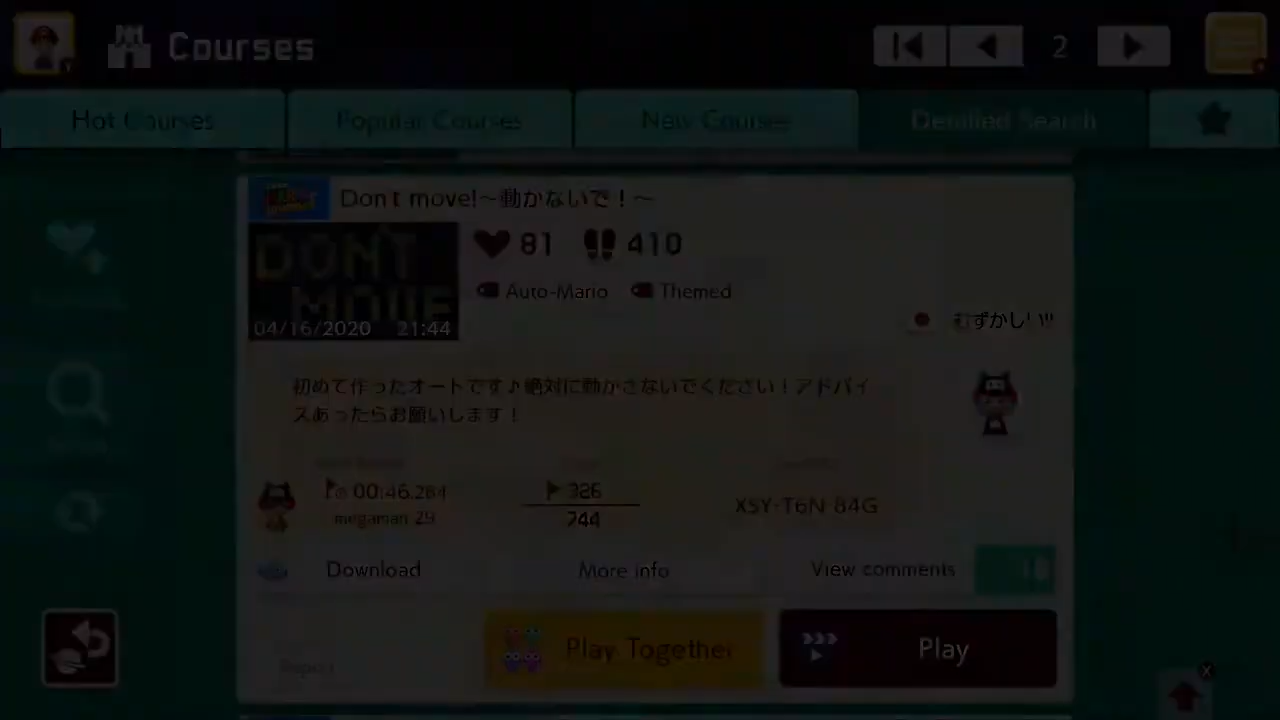 Courses
2
Hot Courses
Popular Courses
New Courses
Detailed Search
Don't move!～動かないで！～
DON'T MOVE
04/16/2020 21:44
81
410
Auto-Mario
Themed
むずかしい!!
初めて作ったオートです♪絶対に動かさないでください！アドバイ
スあったらお願いします！
00:46.284
megaman 29
326
744
XSY-T6N-84G
Download
More info
View comments
Report
Play Together
Play
X